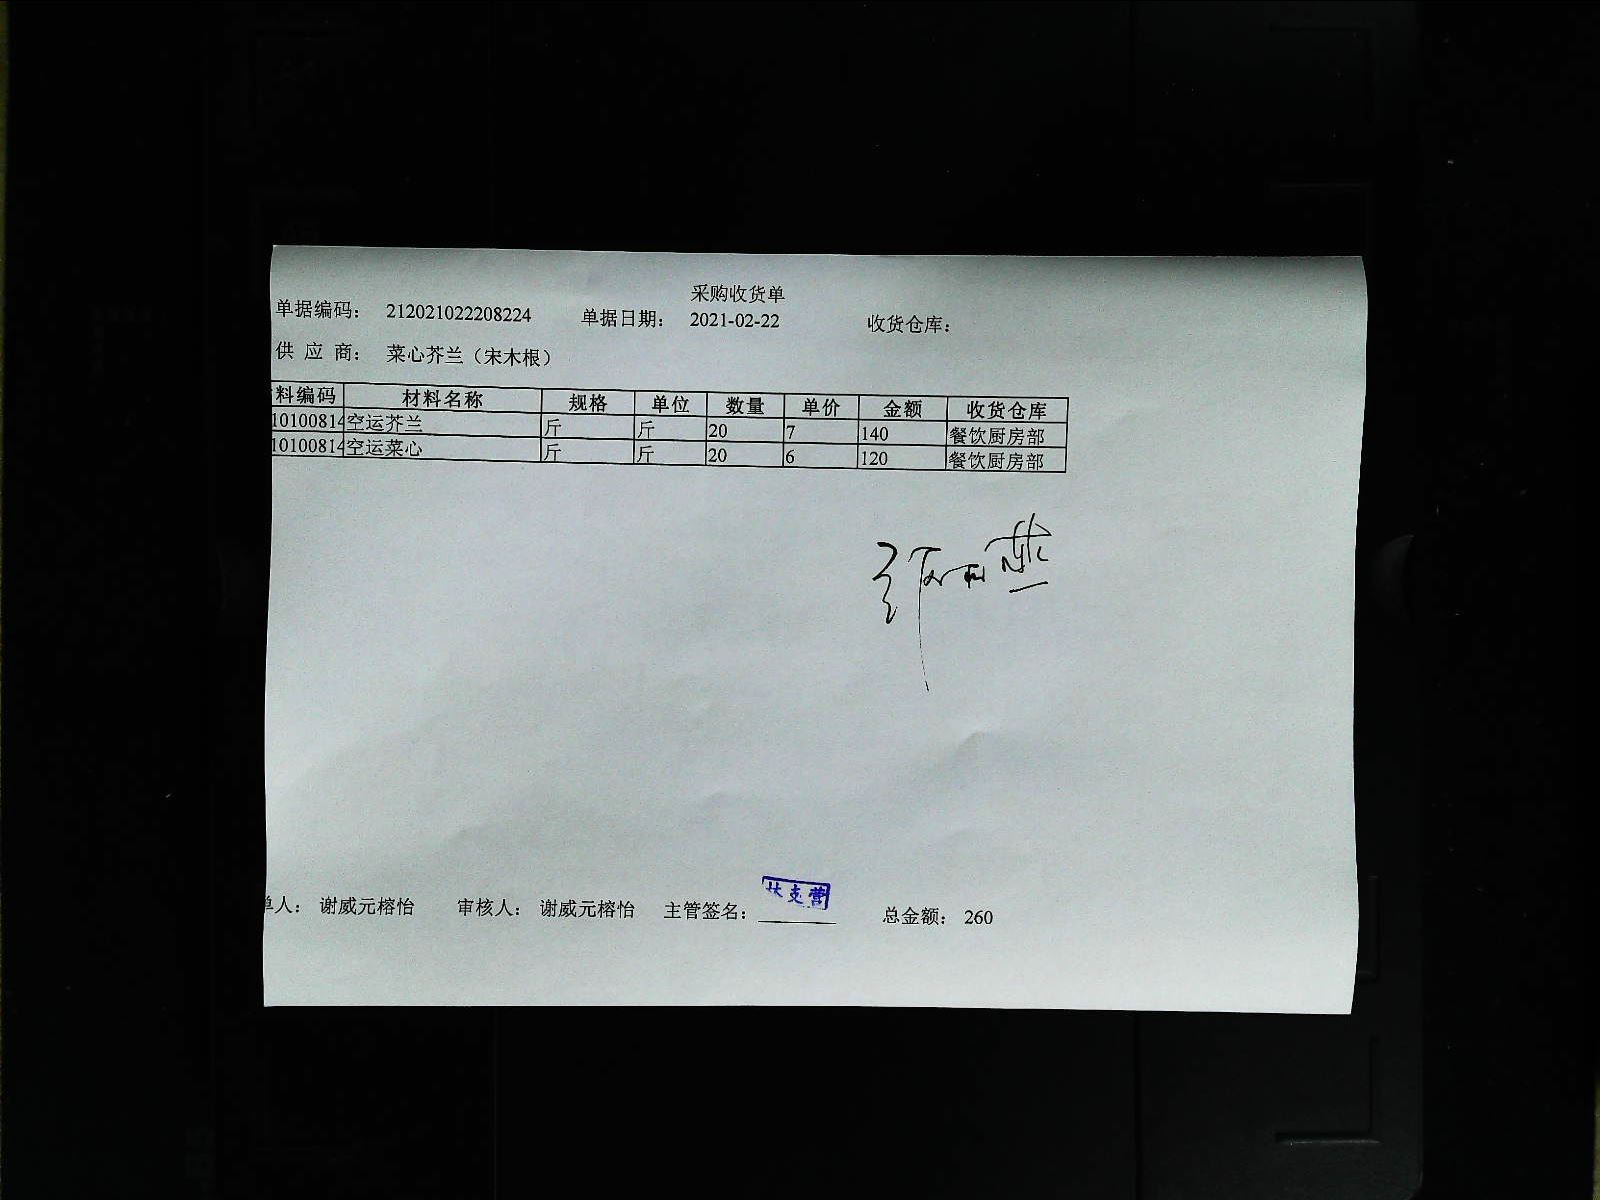 采购收货单
单据编码： 212021022208224 单据日期： 2021-02-22 收货仓库：
供 应 商： 菜心芥兰（宋木根）
料编码 材料名称 规格 单位 数量 单价 金额 收货仓库
10100814 空运芥兰 斤 斤 20 7 140 餐饮厨房部
10100814 空运菜心 斤 斤 20 6 120 餐饮厨房部
单人： 谢威元榕怡 审核人： 谢威元榕怡 主管签名： 总金额： 260